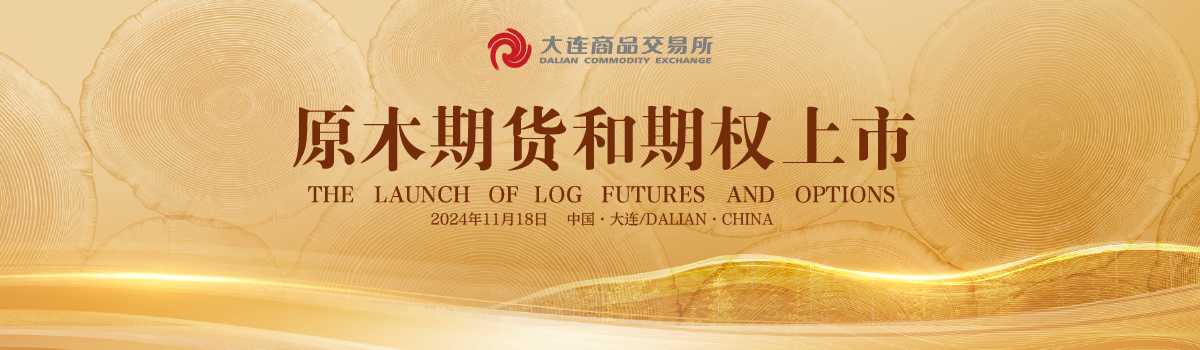 大连商品交易所
DALIAN COMMODITY EXCHANGE
原木期货和期权上市
THE LAUNCH OF LOG FUTURES AND OPTIONS
2024年11月18日 中国·大连/DALIAN·CHINA